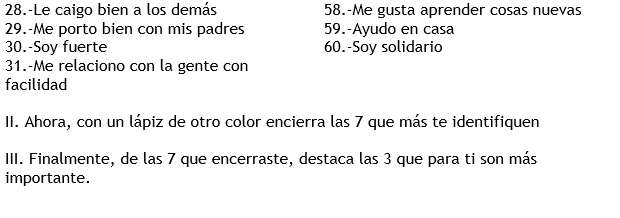 28.-Le caigo bien a los demás
29.-Me porto bien con mis padres
30.-Soy fuerte
31.-Me relaciono con la gente con
facilidad
58.-Me gusta aprender cosas nuevas
59.-Ayudo en casa
60.-Soy solidario
II. Ahora, con un lápiz de otro color encierra las 7 que más te identifiquen
III. Finalmente, de las 7 que encerraste, destaca las 3 que para ti son más
importante.